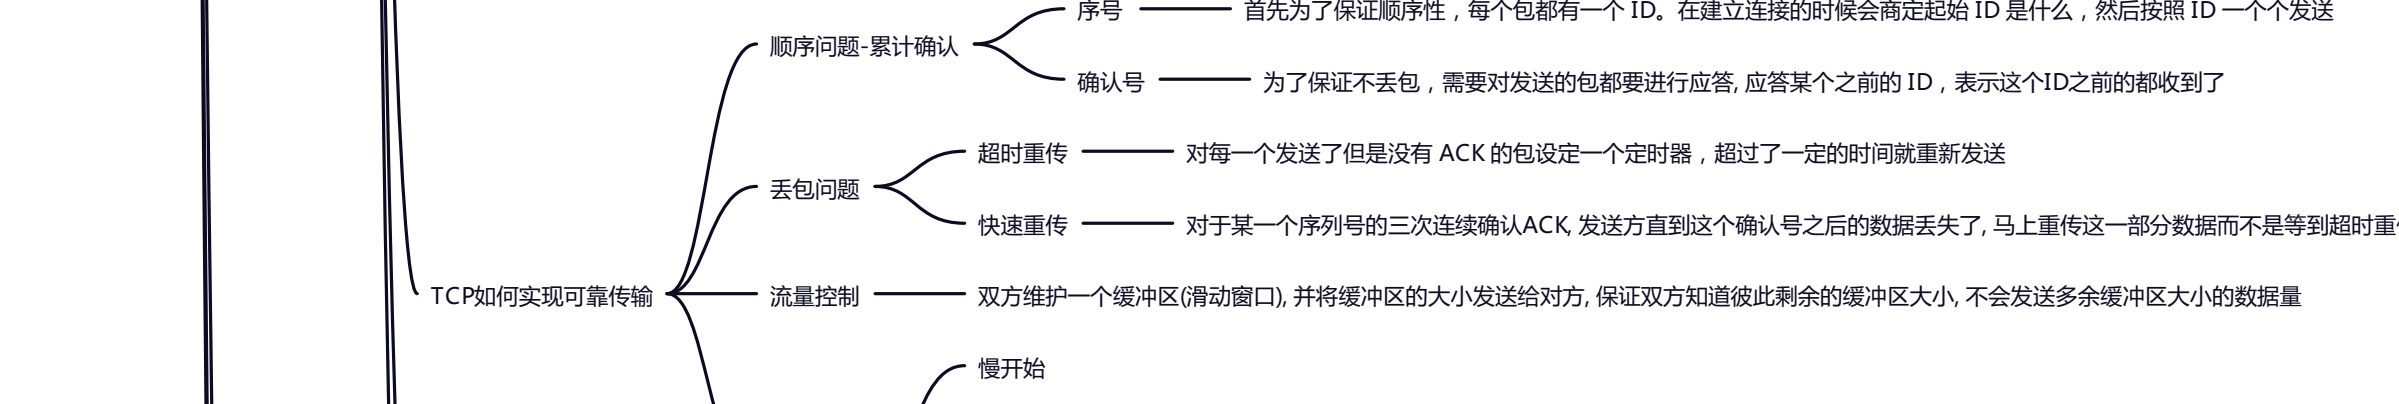 序号 首先为了保证顺序性，每个包都有一个 ID。在建立连接的时候会商定起始 ID 是什么，然后按照 ID 一个个发送
顺序问题-累计确认
确认号 为了保证不丢包，需要对发送的包都要进行应答, 应答某个之前的 ID，表示这个ID之前的都收到了
超时重传 对每一个发送了但是没有 ACK 的包设定一个定时器，超过了一定的时间就重新发送
丢包问题
快速重传 对于某一个序列号的三次连续确认ACK, 发送方直到这个确认号之后的数据丢失了, 马上重传这一部分数据而不是等到超时重
TCP如何实现可靠传输 流量控制 双方维护一个缓冲区(滑动窗口), 并将缓冲区的大小发送给对方, 保证双方知道彼此剩余的缓冲区大小, 不会发送多余缓冲区大小的数据量
慢开始